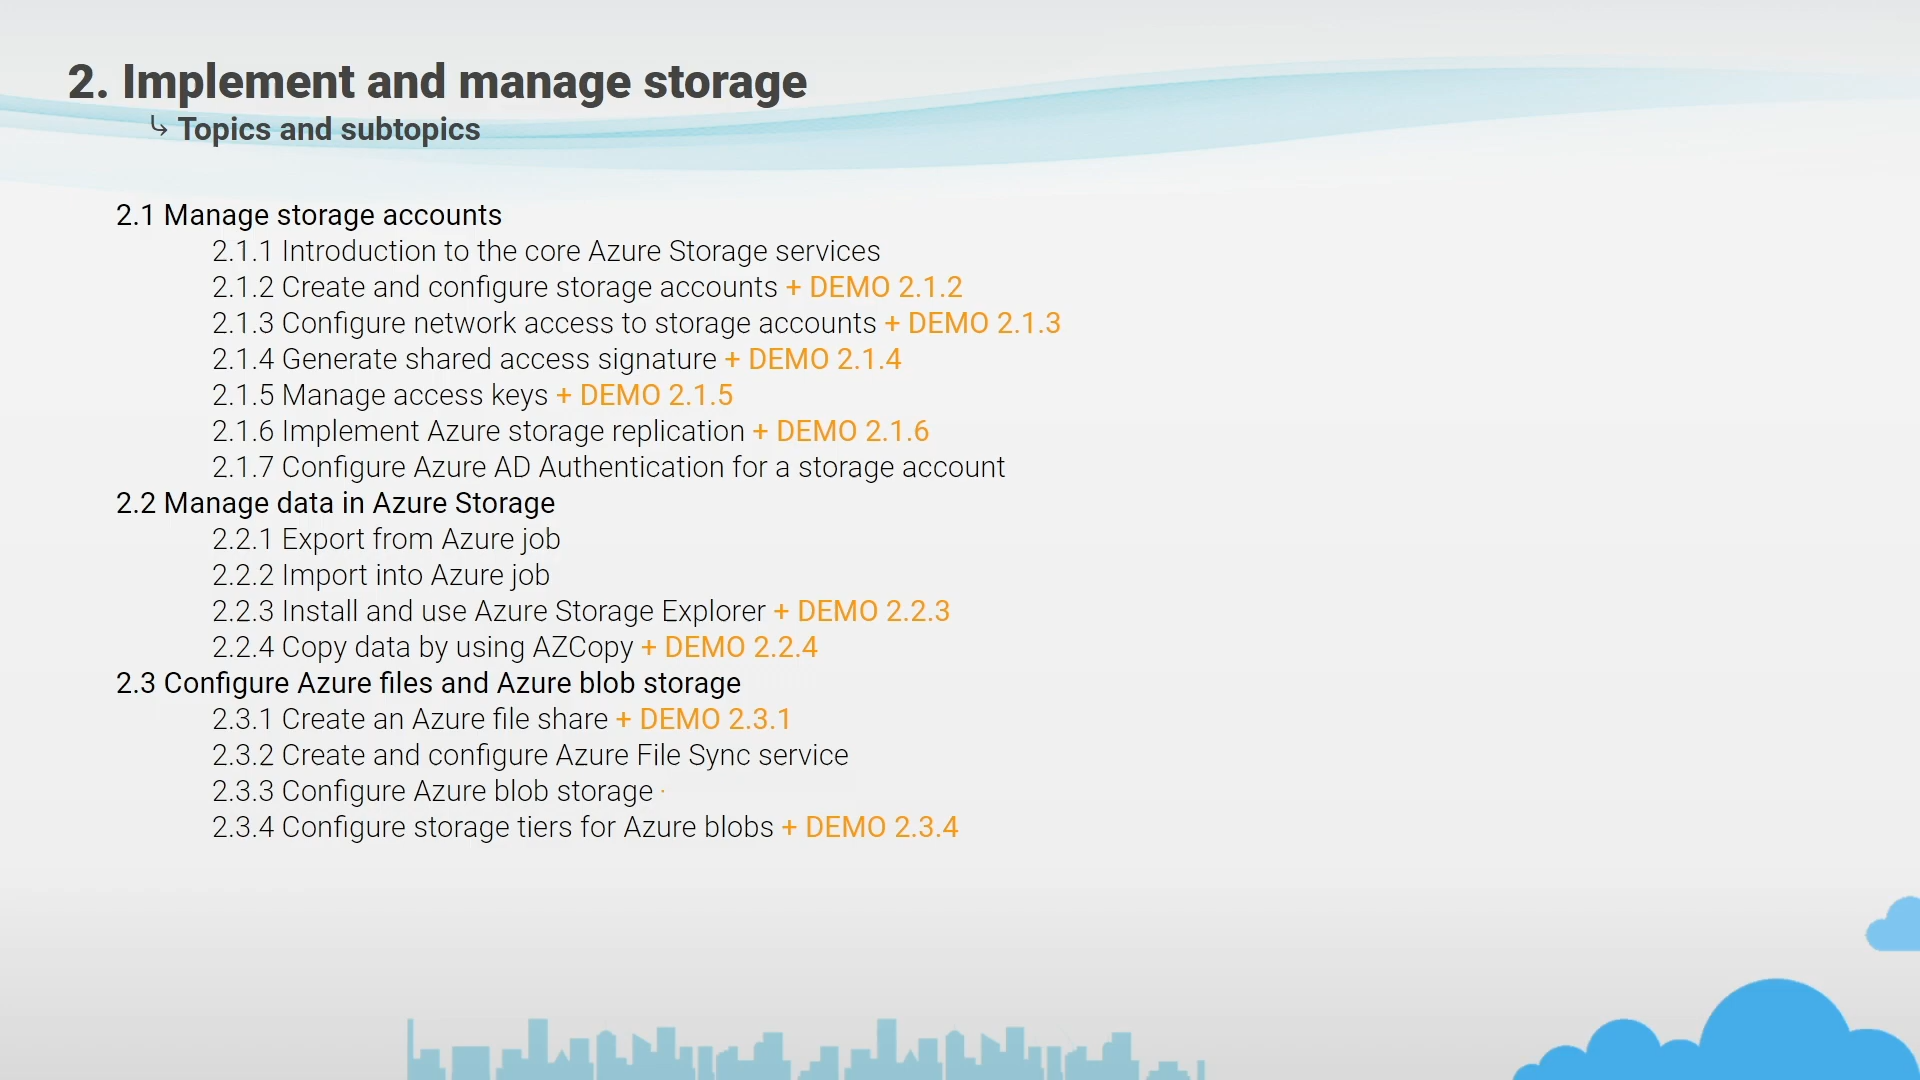 2. Implement and manage storage
↳ Topics and subtopics
2.1 Manage storage accounts
2.1.1 Introduction to the core Azure Storage services
2.1.2 Create and configure storage accounts + DEMO 2.1.2
2.1.3 Configure network access to storage accounts + DEMO 2.1.3
2.1.4 Generate shared access signature + DEMO 2.1.4
2.1.5 Manage access keys + DEMO 2.1.5
2.1.6 Implement Azure storage replication + DEMO 2.1.6
2.1.7 Configure Azure AD Authentication for a storage account
2.2 Manage data in Azure Storage
2.2.1 Export from Azure job
2.2.2 Import into Azure job
2.2.3 Install and use Azure Storage Explorer + DEMO 2.2.3
2.2.4 Copy data by using AZCopy + DEMO 2.2.4
2.3 Configure Azure files and Azure blob storage
2.3.1 Create an Azure file share + DEMO 2.3.1
2.3.2 Create and configure Azure File Sync service
2.3.3 Configure Azure blob storage
2.3.4 Configure storage tiers for Azure blobs + DEMO 2.3.4